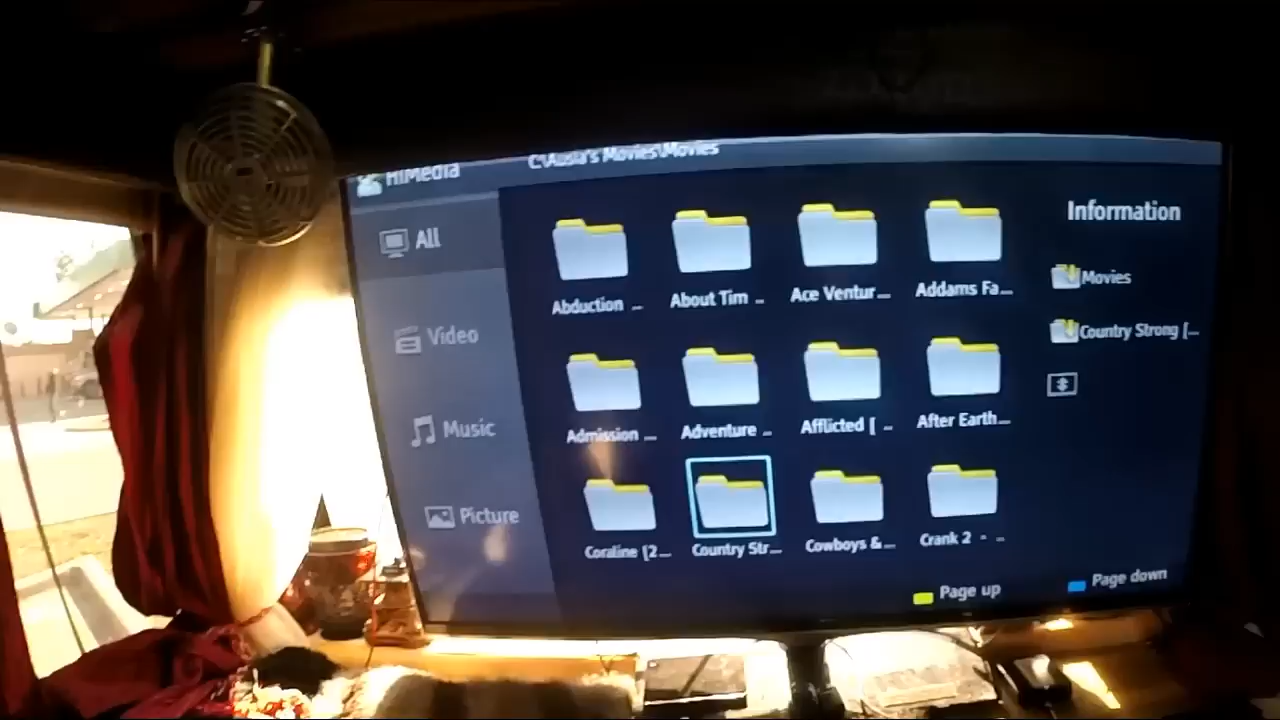 HiMedia
C:\Ausia's Movies\Movies
All
Video
Music
Picture
Abduction ...
About Tim ...
Ace Ventur...
Addams Fa...
Admission ...
Adventure ...
Afflicted [ ...
After Earth...
Coraline [2...
Country Str...
Cowboys &...
Crank 2 - ...
Information
Movies
Country Strong [...
Page up
Page down